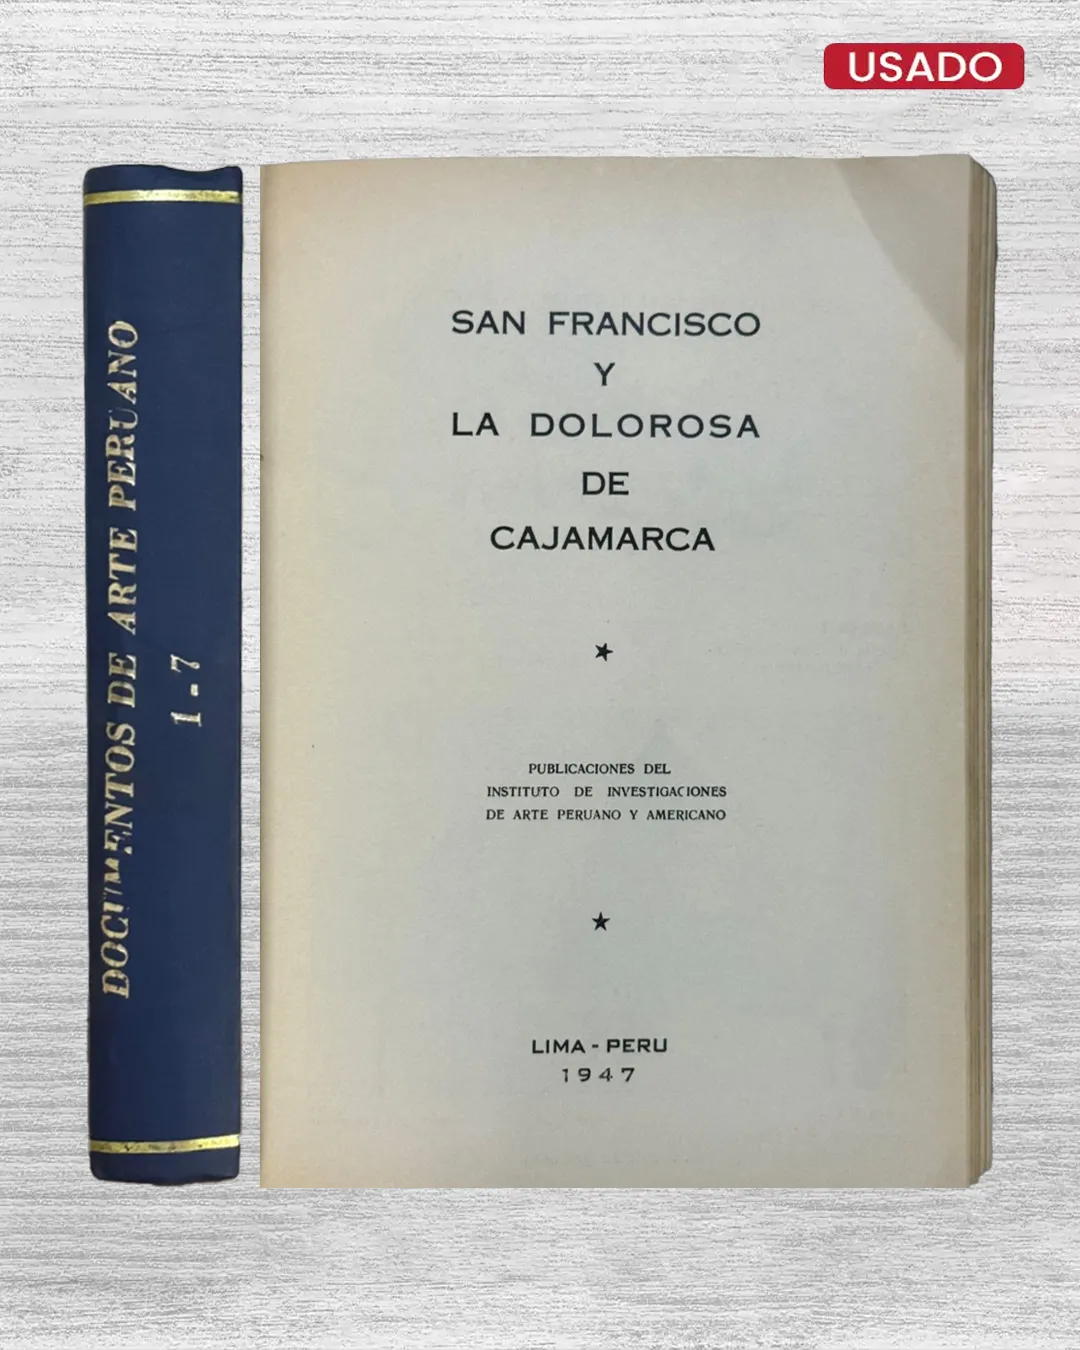 USADO
DOCUMENTOS DE ARTE PERUANO
1-7
SAN FRANCISCO
Y
LA DOLOROSA
DE
CAJAMARCA
PUBLICACIONES DEL
INSTITUTO DE INVESTIGACIONES
DE ARTE PERUANO Y AMERICANO
LIMA - PERU
1947